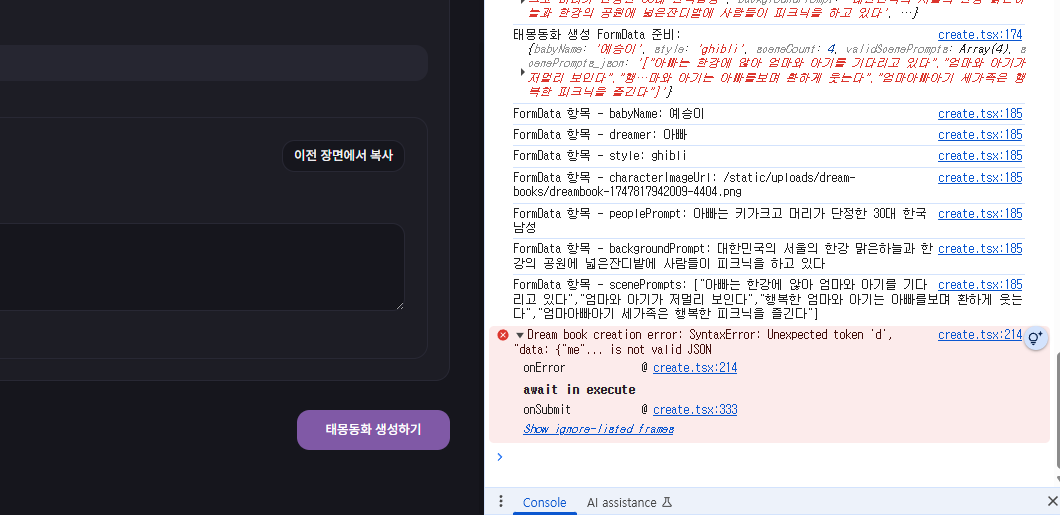 이전 장면에서 복사
태몽동화 생성하기
늘과 한강의 공원에 넓은잔디밭에 사람들이 피크닉을 하고 있다', …}
태몽동화 생성 FormData 준비: create.tsx:174
{babyName: '예승이', style: 'ghibli', sceneCount: 4, validScenePrompts: Array(4), s
cenePrompts_json: '["아빠는 한강에 앉아 엄마와 아기를 기다리고 있다","엄마와 아기가
저멀리 보인다","행…마와 아기는 아빠를보며 환하게 웃는다","엄마아빠아기 세가족은 행
복한 피크닉을 즐긴다"]'}
FormData 항목 - babyName: 예승이 create.tsx:185
FormData 항목 - dreamer: 아빠 create.tsx:185
FormData 항목 - style: ghibli create.tsx:185
FormData 항목 - characterImageUrl: /static/uploads/dream- create.tsx:185
books/dreambook-1747817942009-4404.png
FormData 항목 - peoplePrompt: 아빠는 키가크고 머리가 단정한 30대 한국 create.tsx:185
남성
FormData 항목 - backgroundPrompt: 대한민국의 서울의 한강 맑은하늘과 한 create.tsx:185
강의 공원에 넓은잔디밭에 사람들이 피크닉을 하고 있다
FormData 항목 - scenePrompts: ["아빠는 한강에 앉아 엄마와 아기를 기다 create.tsx:185
리고 있다","엄마와 아기가 저멀리 보인다","행복한 엄마와 아기는 아빠를보며 환하게 웃는
다","엄마아빠아기 세가족은 행복한 피크닉을 즐긴다"]
Dream book creation error: SyntaxError: Unexpected token 'd', create.tsx:214
"data: {"me"... is not valid JSON
onError @ create.tsx:214
await in execute
onSubmit @ create.tsx:333
Show ignore-listed frames
Console AI assistance